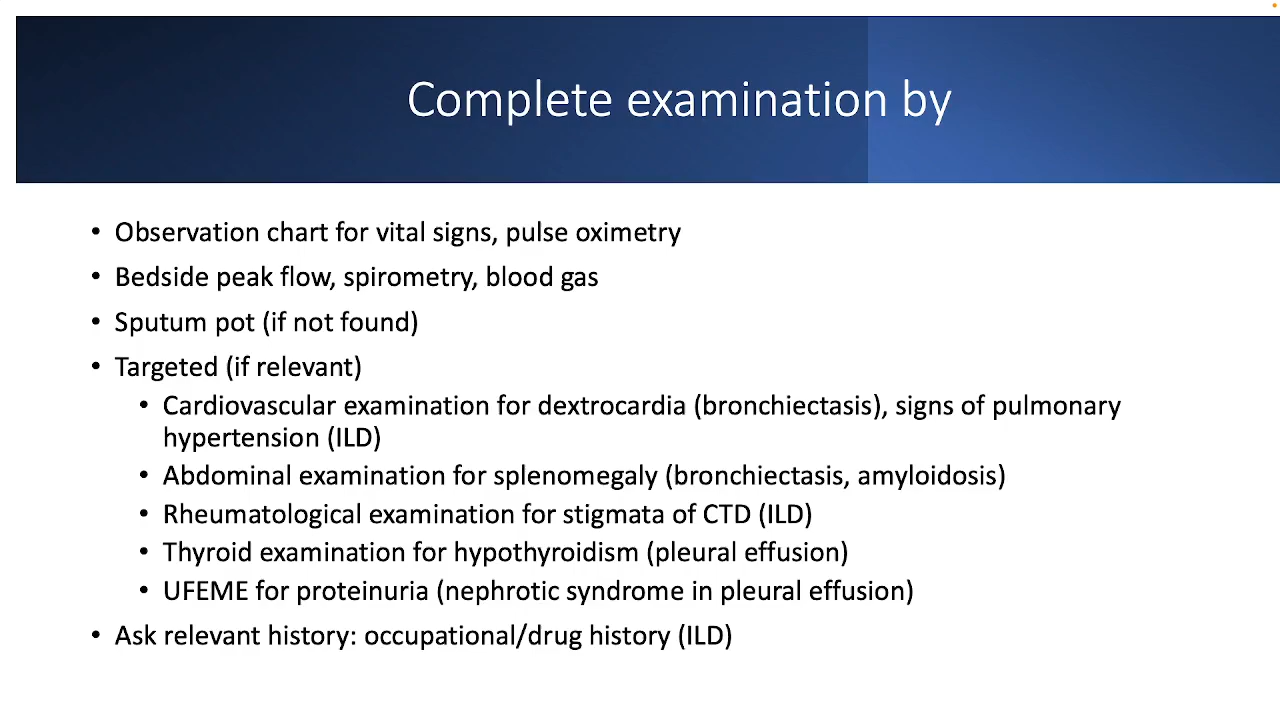 Complete examination by
• Observation chart for vital signs, pulse oximetry
• Bedside peak flow, spirometry, blood gas
• Sputum pot (if not found)
• Targeted (if relevant)
• Cardiovascular examination for dextrocardia (bronchiectasis), signs of pulmonary
hypertension (ILD)
• Abdominal examination for splenomegaly (bronchiectasis, amyloidosis)
• Rheumatological examination for stigmata of CTD (ILD)
• Thyroid examination for hypothyroidism (pleural effusion)
• UFEME for proteinuria (nephrotic syndrome in pleural effusion)
• Ask relevant history: occupational/drug history (ILD)